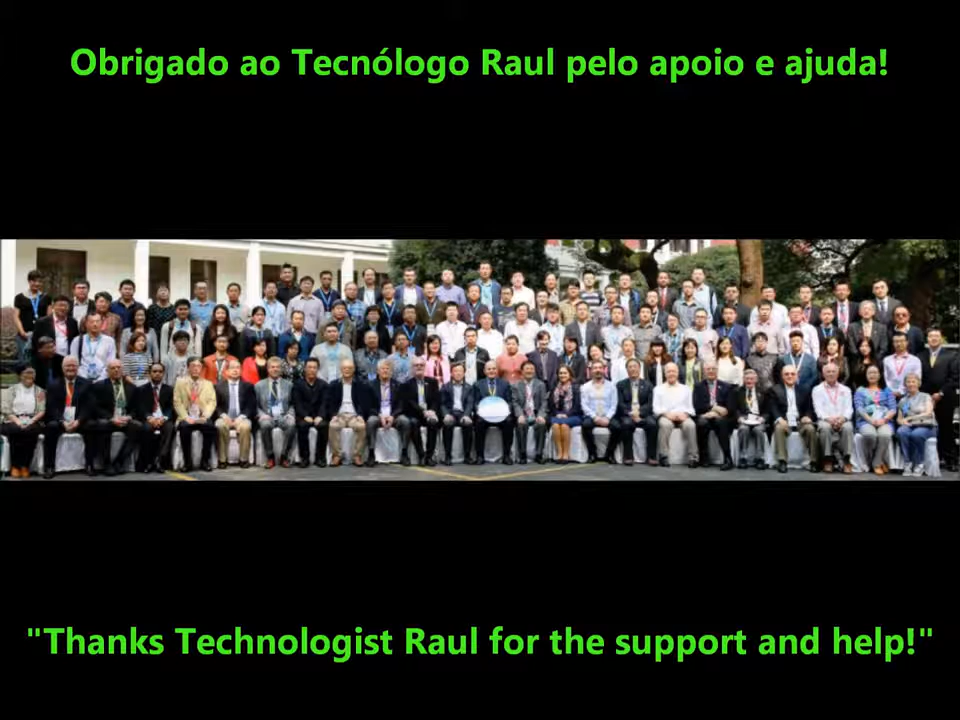 Obrigado ao Tecnólogo Raul pelo apoio e ajuda!
"Thanks Technologist Raul for the support and help!"